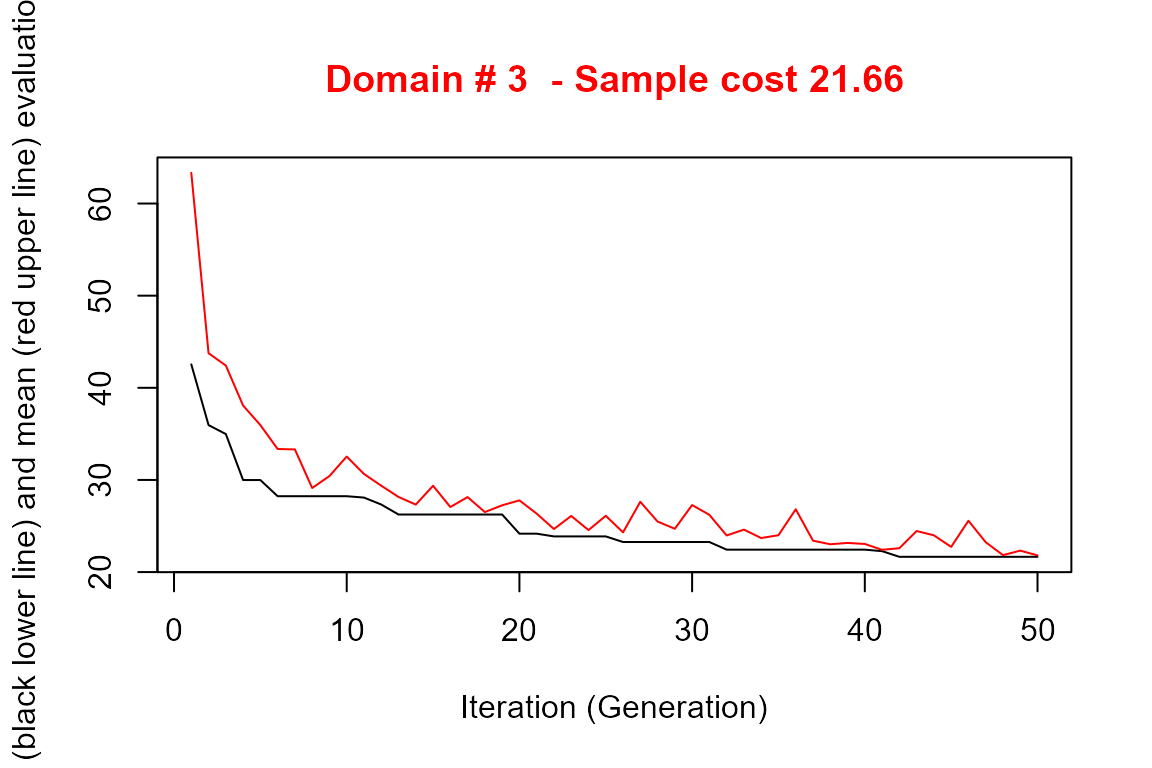 Domain # 3  - Sample cost 21.66
(black lower line) and mean (red upper line) evaluatio
60
50
40
30
20
0 10 20 30 40 50
Iteration (Generation)